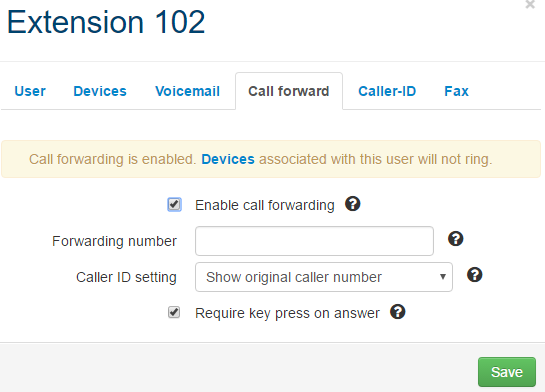 Extension 102
×
User Devices Voicemail Call forward Caller-ID Fax
Call forwarding is enabled. Devices associated with this user will not ring.
Enable call forwarding ?
Forwarding number ?
Caller ID setting Show original caller number ?
Require key press on answer ?
Save